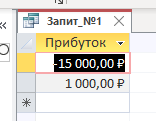 Запит_№1
Прибуток
-15 000,00 ₽
1 000,00 ₽